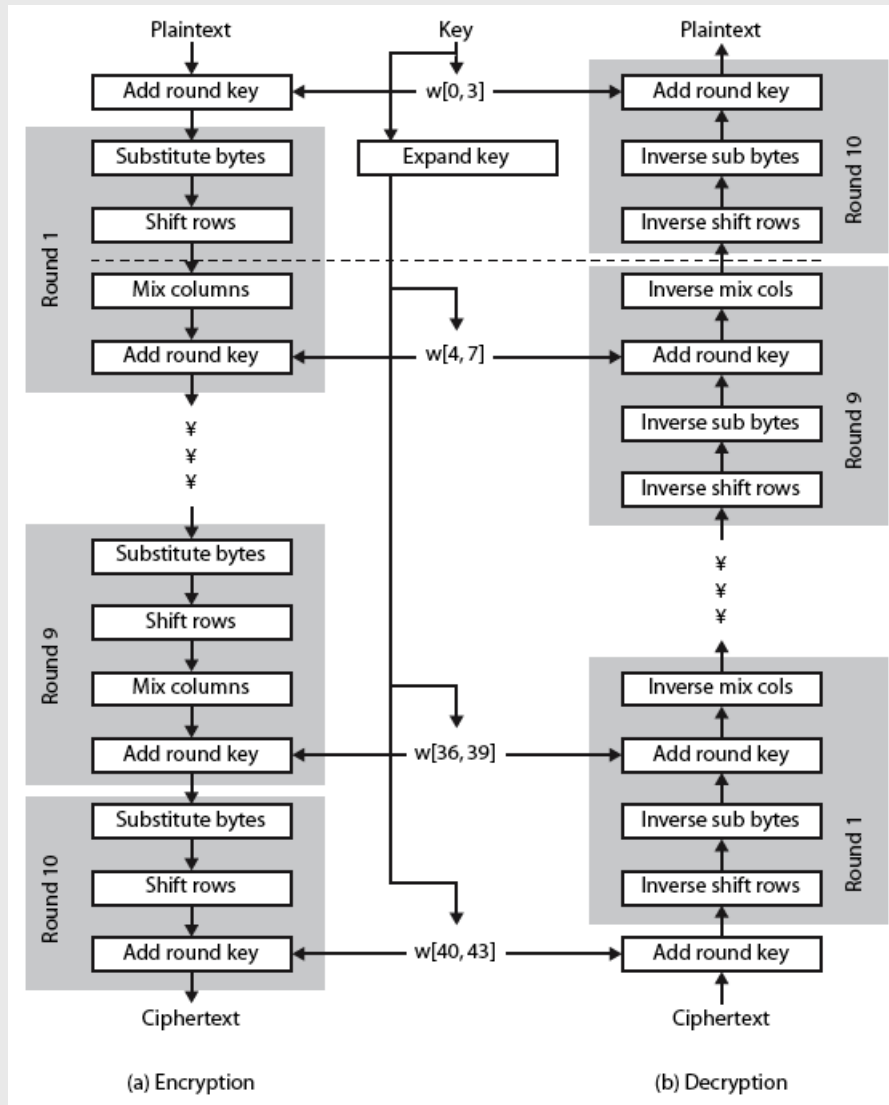 Plaintext
Add round key
Round 1
Substitute bytes
Shift rows
Mix columns
Add round key
¥
¥
¥
Round 9
Substitute bytes
Shift rows
Mix columns
Add round key
Round 10
Substitute bytes
Shift rows
Add round key
Ciphertext
(a) Encryption
Key
w[0, 3]
Expand key
w[4, 7]
w[36, 39]
w[40, 43]
Plaintext
Add round key
Inverse sub bytes
Inverse shift rows
Round 10
Inverse mix cols
Add round key
Inverse sub bytes
Inverse shift rows
Round 9
¥
¥
¥
Inverse mix cols
Add round key
Inverse sub bytes
Inverse shift rows
Round 1
Add round key
Ciphertext
(b) Decryption